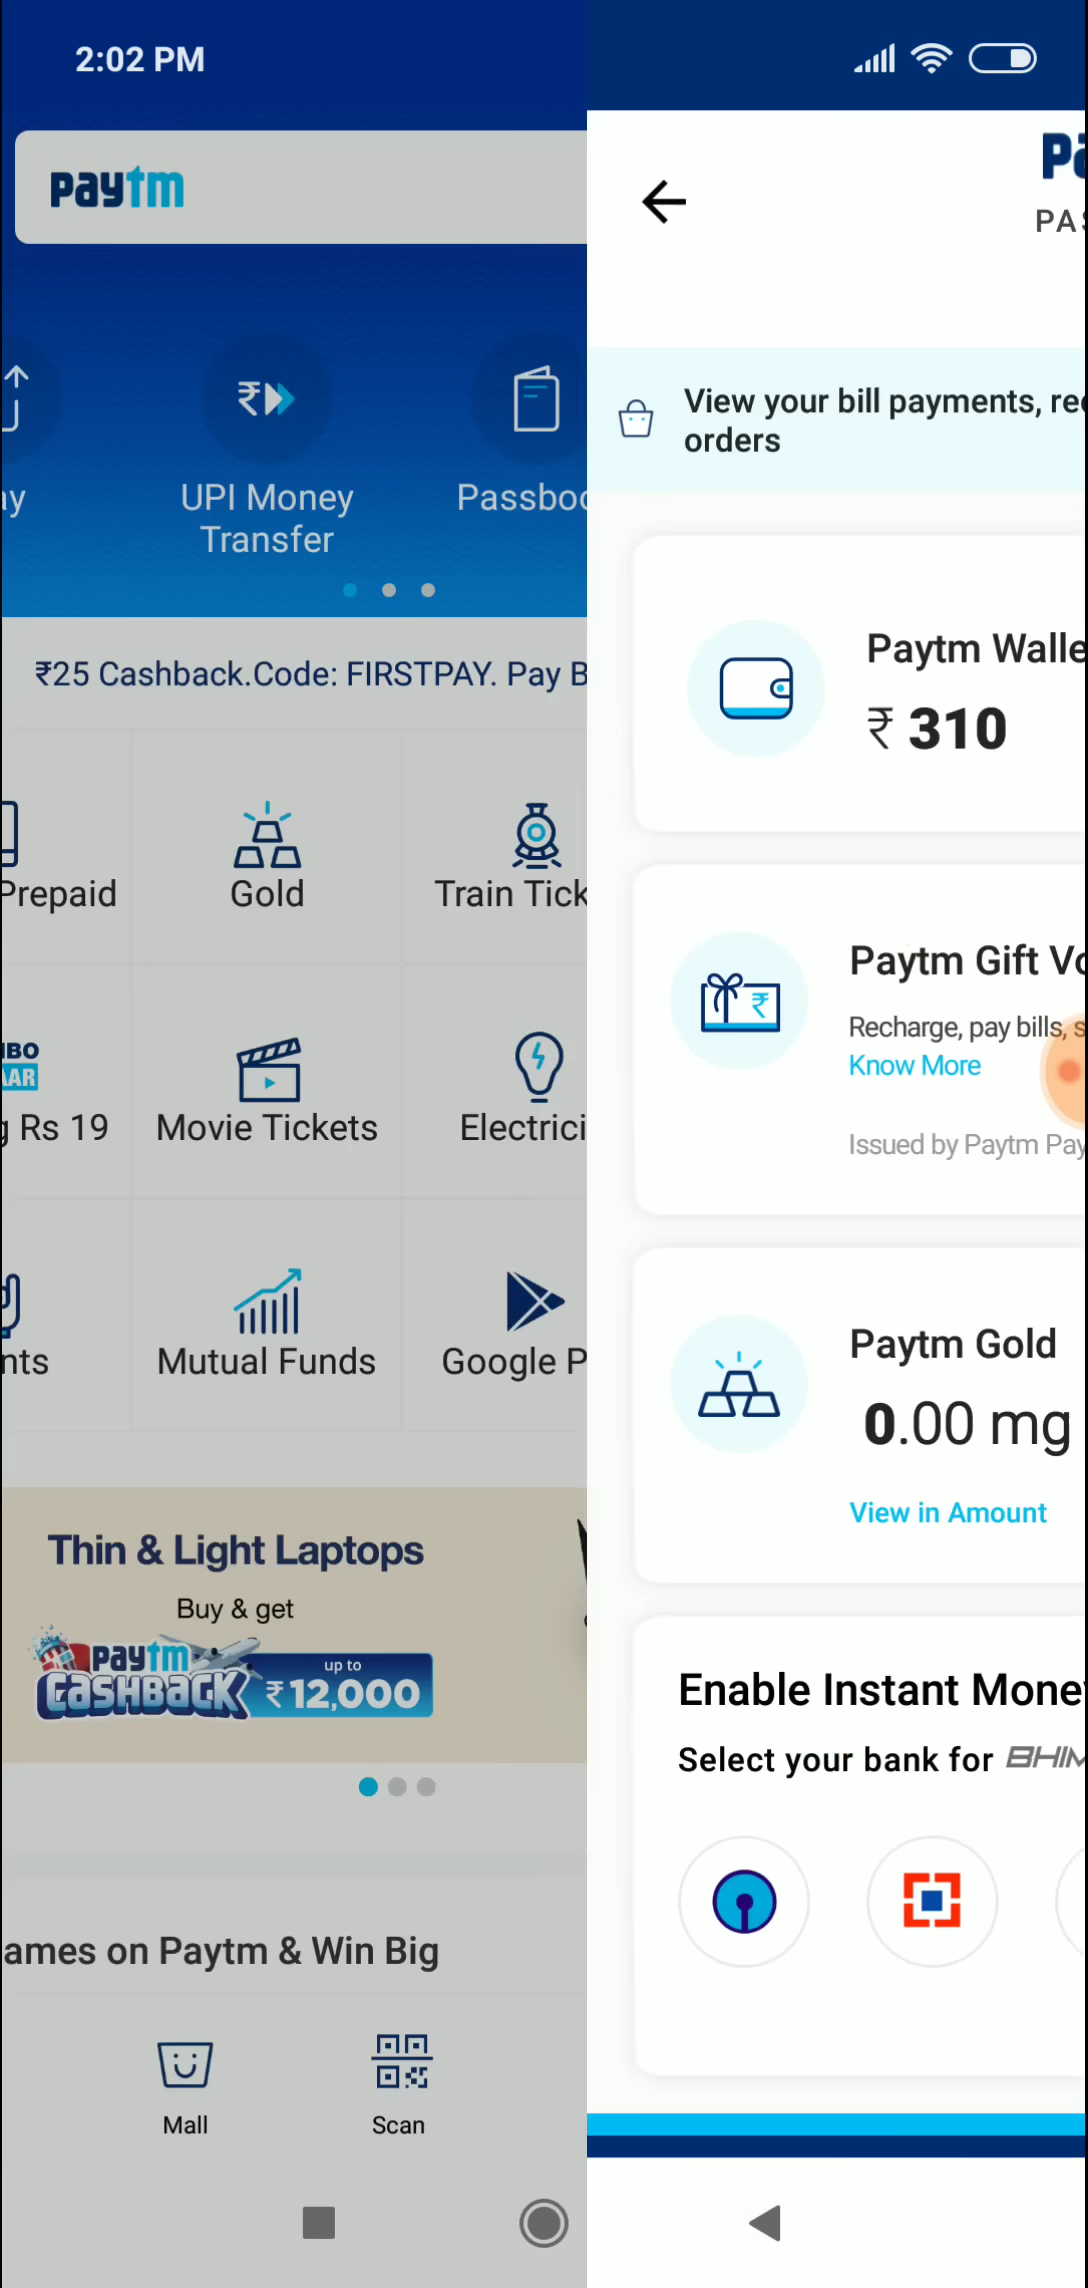 2:02 PM
paytm
ay
UPI Money
Transfer
₹25 Cashback.Code: FIRSTPAY. Pay B
Prepaid
Gold
Train Tick
Rs 19
Movie Tickets
Electrici
nts
Mutual Funds
Google P
Thin & Light Laptops
Buy & get
paytm
CASHBACK
up to
₹12,000
ames on Paytm & Win Big
Mall
Scan
Pa
PAS
View your bill payments, re
orders
Paytm Walle
₹ 310
Paytm Gift Vo
Recharge, pay bills, s
Know More
Issued by Paytm Pay
Paytm Gold
0.00 mg
View in Amount
Enable Instant Mone
Select your bank for BHIM